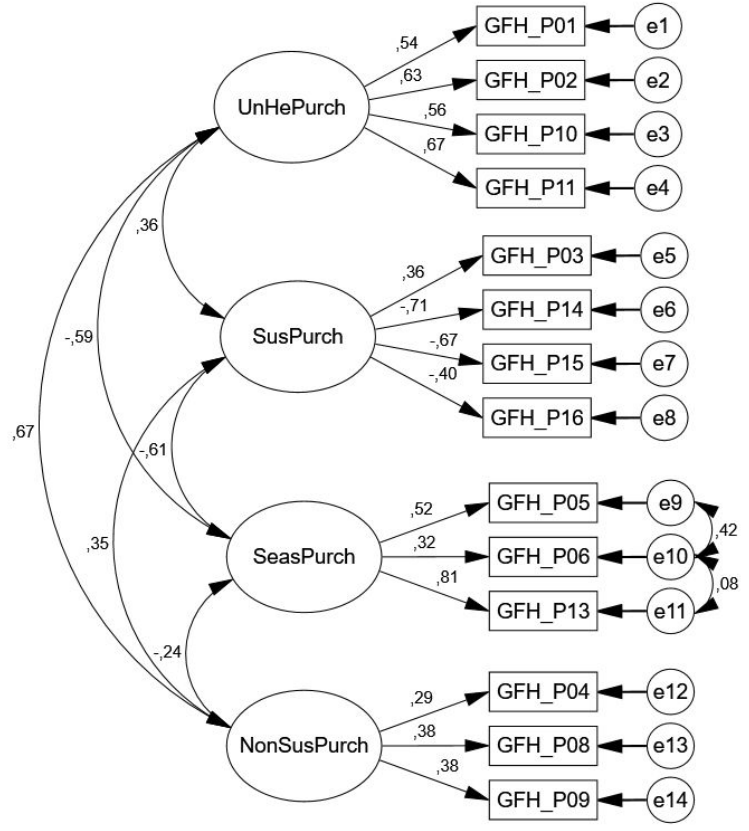 GFH_P01 e1
,54
GFH_P02 e2
,63
UnHePurch
GFH_P10 e3
,56
GFH_P11 e4
,67
,36
GFH_P03 e5
,36
GFH_P14 e6
-,71
SusPurch
GFH_P15 e7
-,67
GFH_P16 e8
-,40
-,59
,67
-,61
,35
GFH_P05 e9
,52
,42
GFH_P06 e10
,32
SeasPurch
GFH_P13 e11
,81
,08
-,24
GFH_P04 e12
,29
GFH_P08 e13
,38
NonSusPurch
GFH_P09 e14
,38